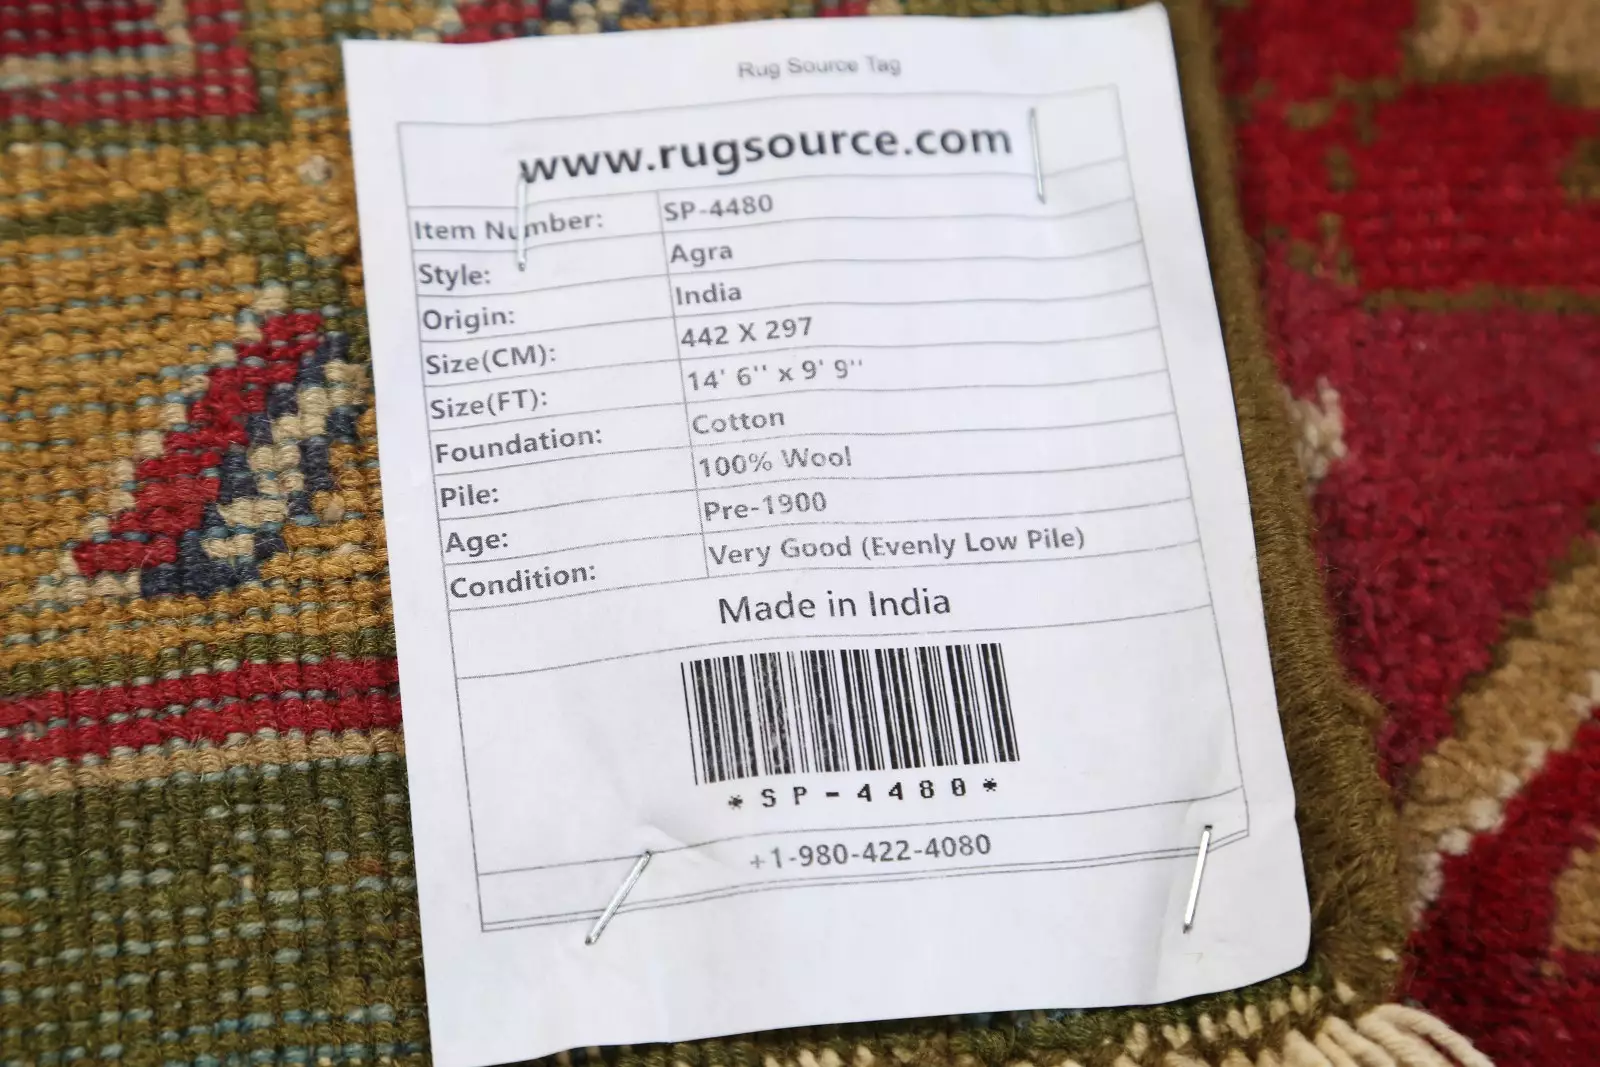 Rug Source Tag
www.rugsource.com
Item Number: SP-4480
Style: Agra
Origin: India
Size(CM): 442 X 297
Size(FT): 14' 6'' x 9' 9''
Foundation: Cotton
Pile: 100% Wool
Age: Pre-1900
Condition: Very Good (Evenly Low Pile)
Made in India
*SP-4480*
+1-980-422-4080